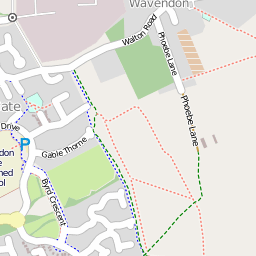 Wavendon
Walton Road
Phoebe Lane
Phoebe Lane
ate
Drive
P
Gable Thorne
don
e
ned
ol
Byrd Crescent